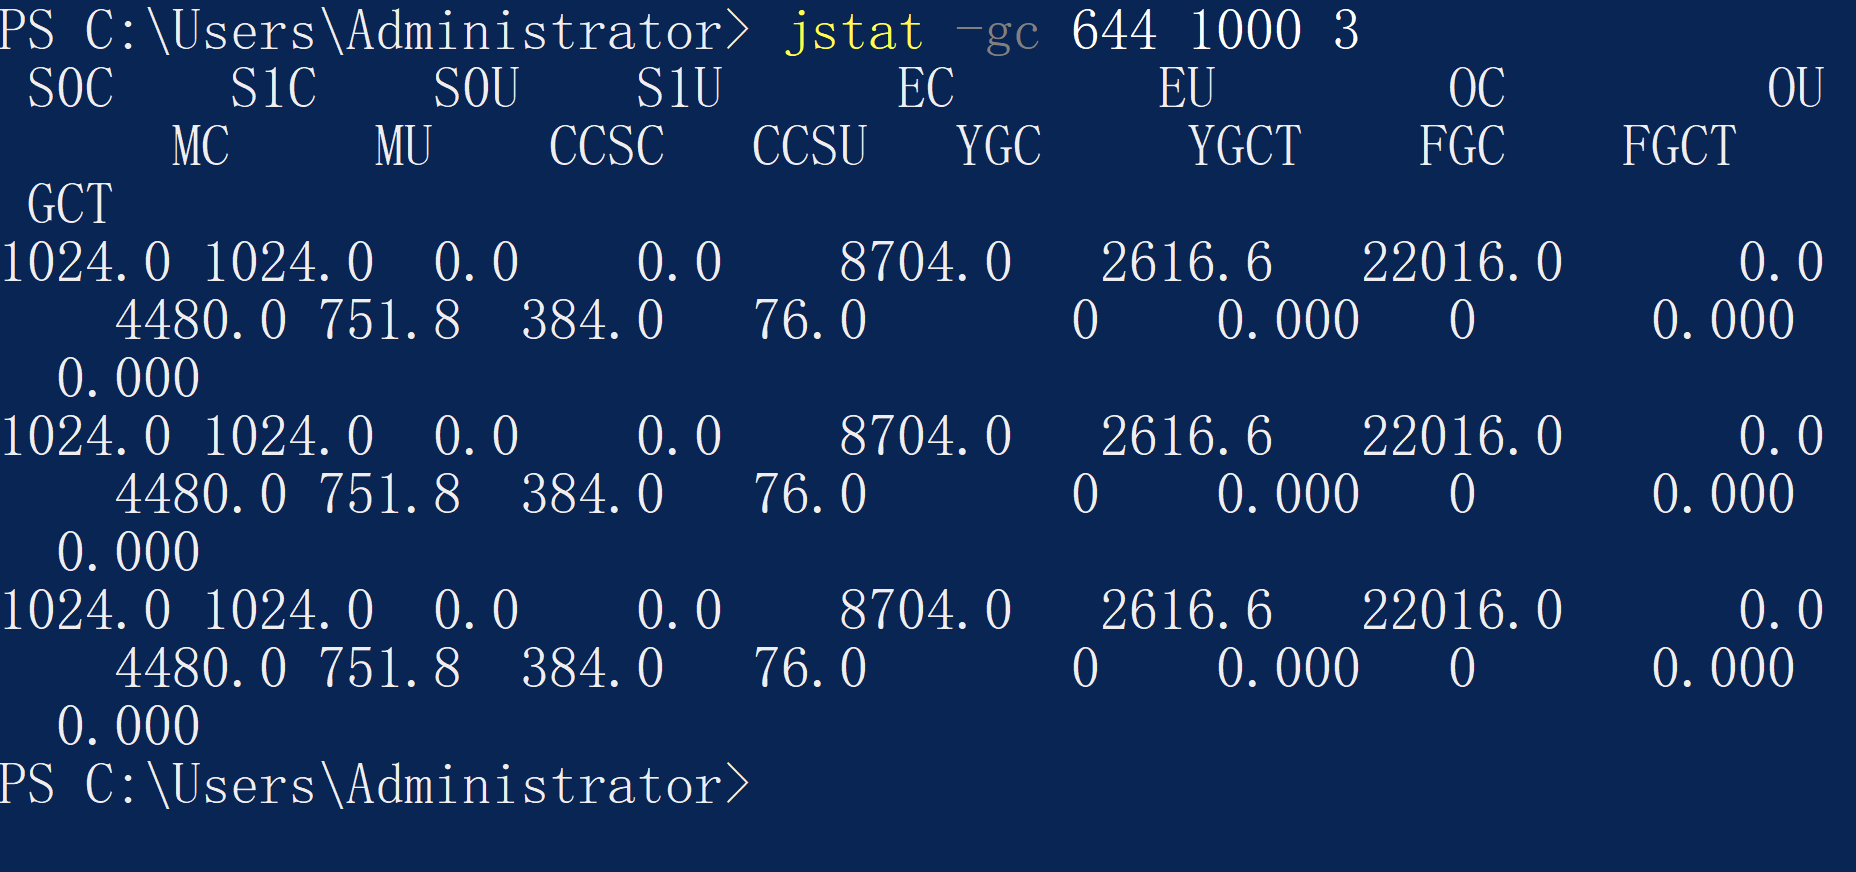 PS C:\Users\Administrator> jstat -gc 644 1000 3
S0C S1C S0U S1U EC EU OC OU
MC MU CCSC CCSU YGC YGCT FGC FGCT
GCT
1024.0 1024.0 0.0 0.0 8704.0 2616.6 22016.0 0.0
4480.0 751.8 384.0 76.0 0 0.000 0 0.000
0.000
1024.0 1024.0 0.0 0.0 8704.0 2616.6 22016.0 0.0
4480.0 751.8 384.0 76.0 0 0.000 0 0.000
0.000
1024.0 1024.0 0.0 0.0 8704.0 2616.6 22016.0 0.0
4480.0 751.8 384.0 76.0 0 0.000 0 0.000
0.000
PS C:\Users\Administrator>